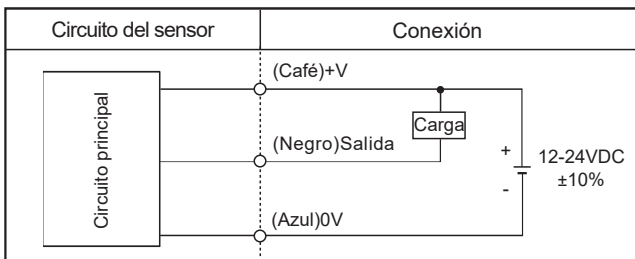 Circuito del sensor
Conexión
(Café)+V
Carga
(Negro)Salida
Circuito principal
+
12-24VDC
±10%
-
(Azul)0V